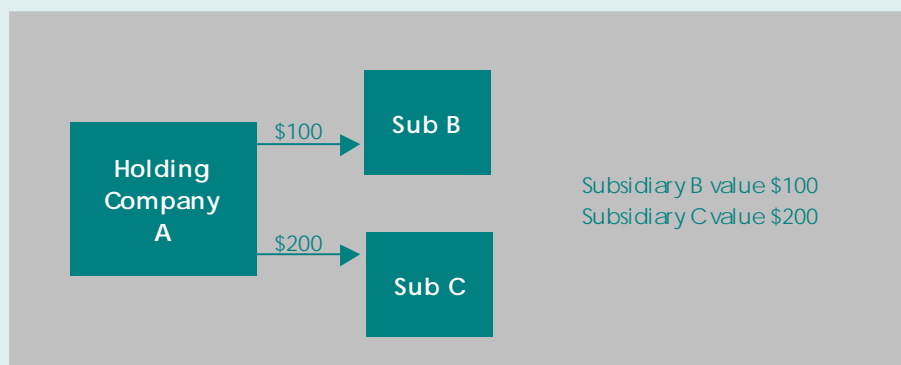 Holding
Company
A
$100
Sub B
$200
Sub C
Subsidiary B value $100
Subsidiary C value $200